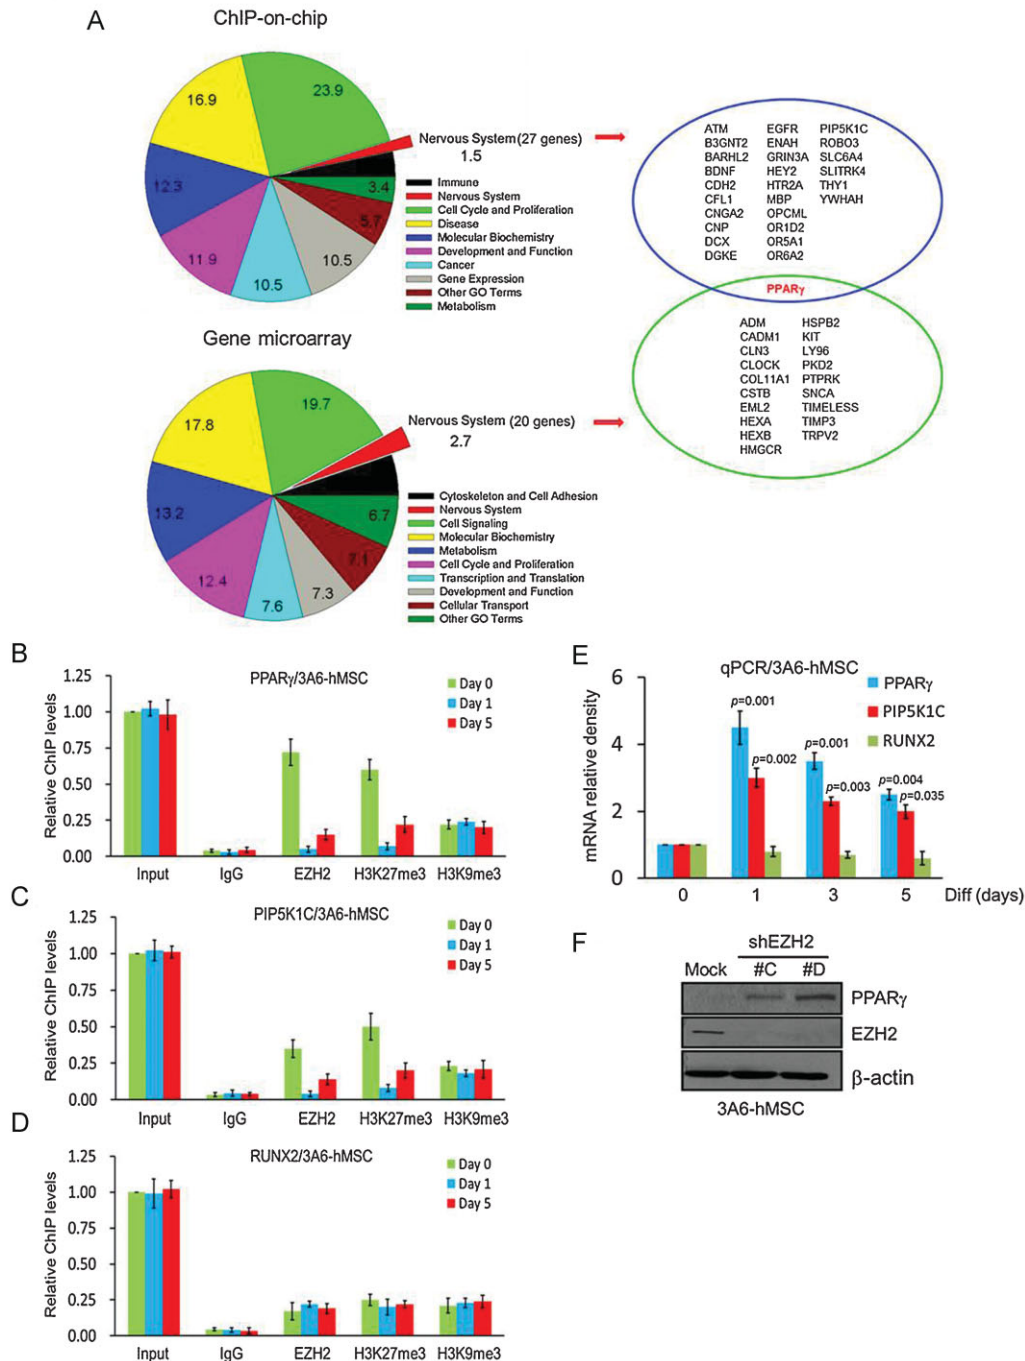 A
ChIP-on-chip
23.9
16.9
12.3
11.9
10.5
10.5
5.7
3.4
Nervous System (27 genes)
1.5
Immune
Nervous System
Cell Cycle and Proliferation
Disease
Molecular Biochemistry
Development and Function
Cancer
Gene Expression
Other GO Terms
Metabolism
ATM EGFR PIP5K1C
B3GNT2 ENAH ROBO3
BARHL2 GRIN3A SLC6A4
BDNF HEY2 SLITRK4
CDH2 HTR2A THY1
CFL1 MBP YWHAH
CNGA2 OPCML
CNP OR1D2
DCX OR5A1
DGKE OR6A2
PPARγ
ADM HSPB2
CADM1 KIT
CLN3 LY96
CLOCK PKD2
COL11A1 PTPRK
CSTB SNCA
EML2 TIMELESS
HEXA TIMP3
HEXB TRPV2
HMGCR
Gene microarray
19.7
17.8
13.2
12.4
7.6
7.3
7.1
6.7
Nervous System (20 genes)
2.7
Cytoskeleton and Cell Adhesion
Nervous System
Cell Signaling
Molecular Biochemistry
Metabolism
Cell Cycle and Proliferation
Transcription and Translation
Development and Function
Cellular Transport
Other GO Terms
B
PPARγ/3A6-hMSC
Relative ChIP levels
1.25
1.00
0.75
0.50
0.25
0.00
Day 0
Day 1
Day 5
Input IgG EZH2 H3K27me3 H3K9me3
C
PIP5K1C/3A6-hMSC
Relative ChIP levels
1.25
1.00
0.75
0.50
0.25
0.00
Day 0
Day 1
Day 5
Input IgG EZH2 H3K27me3 H3K9me3
D
RUNX2/3A6-hMSC
Relative ChIP levels
1.25
1.00
0.75
0.50
0.25
0.00
Day 0
Day 1
Day 5
Input IgG EZH2 H3K27me3 H3K9me3
E
qPCR/3A6-hMSC
mRNA relative density
6
4
2
0
PPARγ
PIP5K1C
RUNX2
p=0.001
p=0.002
p=0.001
p=0.003
p=0.004
p=0.035
0 1 3 5 Diff (days)
F
shEZH2
Mock #C #D
PPARγ
EZH2
β-actin
3A6-hMSC